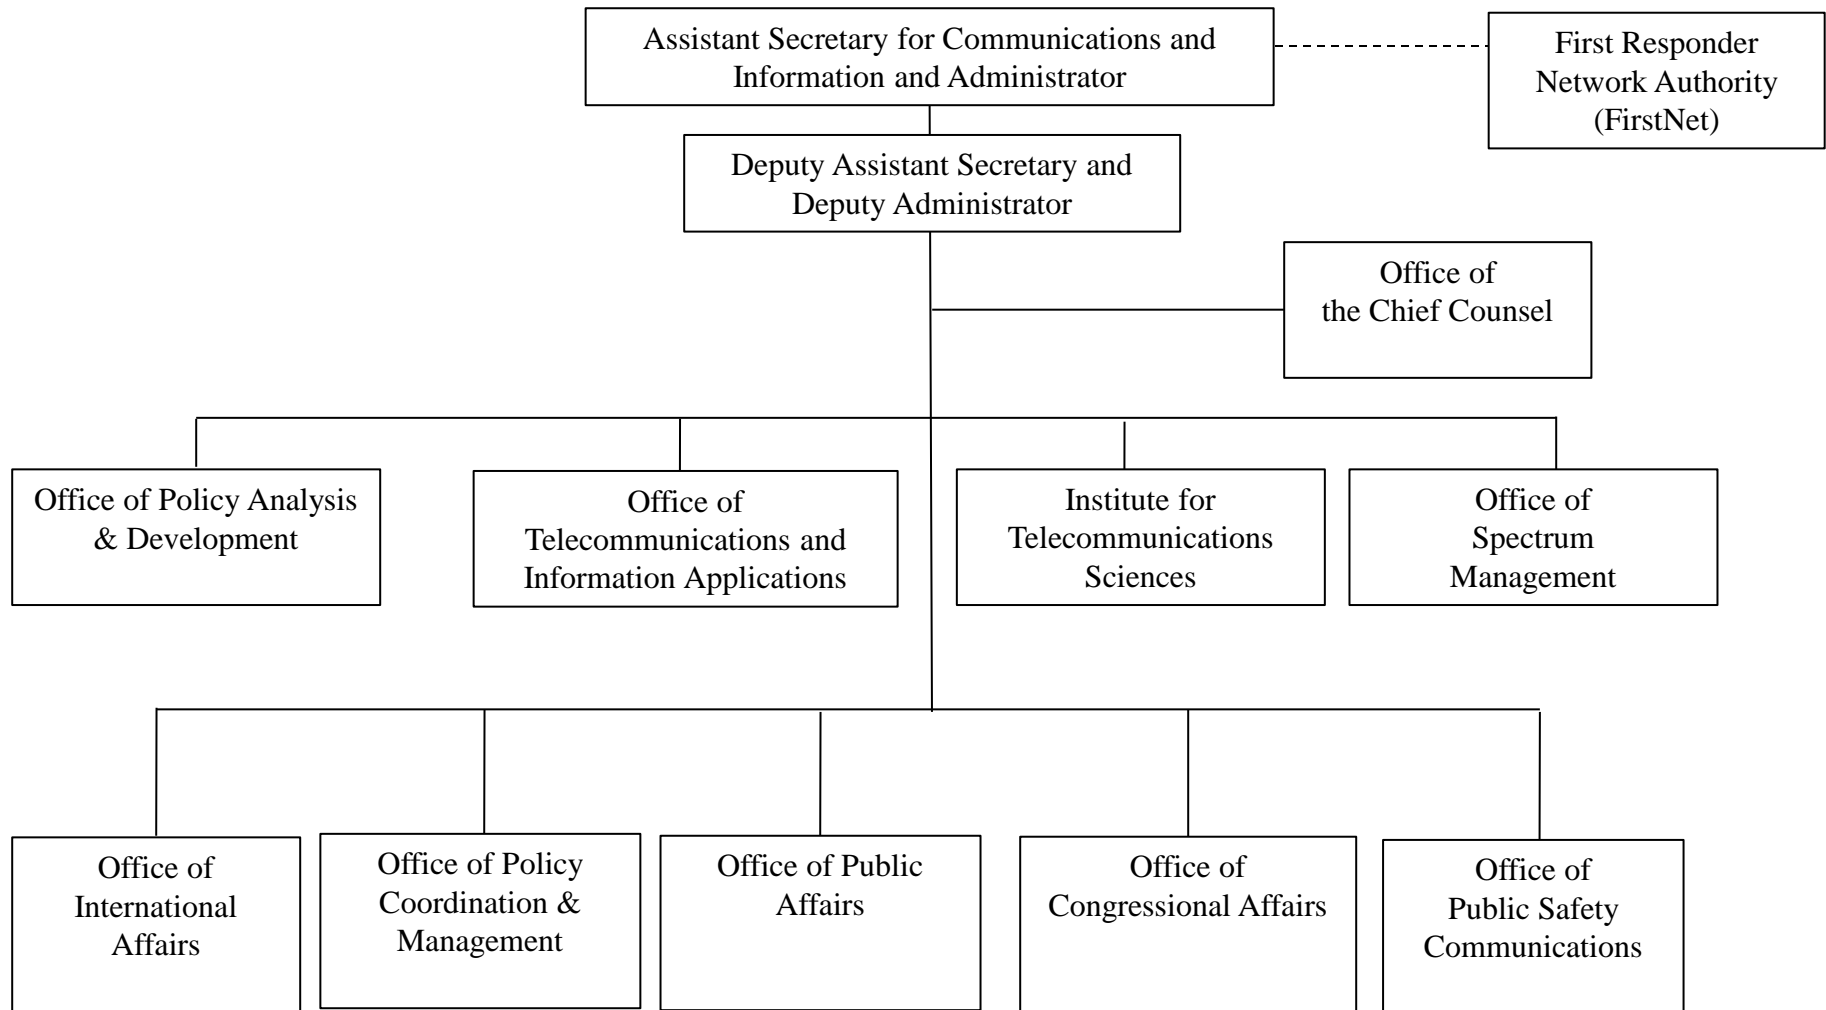 Assistant Secretary for Communications and
Information and Administrator
First Responder
Network Authority
(FirstNet)
Deputy Assistant Secretary and
Deputy Administrator
Office of
the Chief Counsel
Office of Policy Analysis
& Development
Office of
Telecommunications and
Information Applications
Institute for
Telecommunications
Sciences
Office of
Spectrum
Management
Office of
International
Affairs
Office of Policy
Coordination &
Management
Office of Public
Affairs
Office of
Congressional Affairs
Office of
Public Safety
Communications